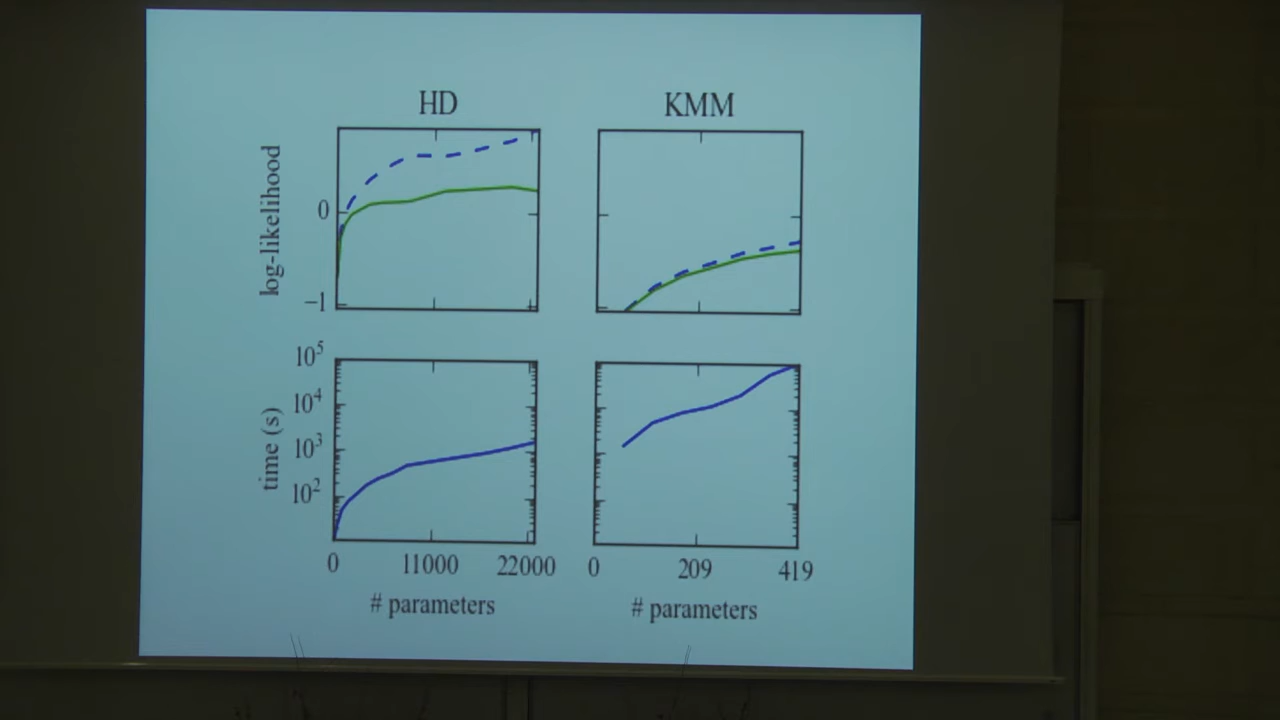 HD
KMM
log-likelihood
0
−1
time (s)
10^5
10^4
10^3
10^2
0 11000 22000
0 209 419
# parameters
# parameters